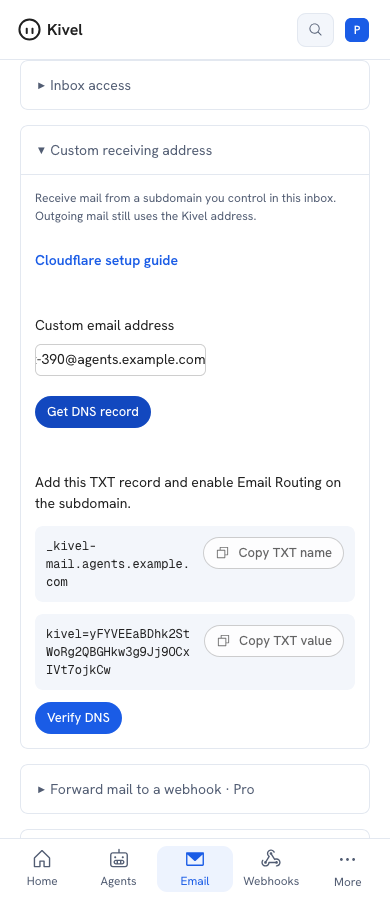 Kivel
P
▸ Inbox access
▾ Custom receiving address
Receive mail from a subdomain you control in this inbox.
Outgoing mail still uses the Kivel address.
Cloudflare setup guide
Custom email address
-390@agents.example.com
Get DNS record
Add this TXT record and enable Email Routing on
the subdomain.
_kivel-
mail.agents.example.
com
Copy TXT name
kivel=yFYVEEaBDhk2St
WoRg2QBGHkw3g9Jj9OCx
IVt7ojkCw
Copy TXT value
Verify DNS
▸ Forward mail to a webhook · Pro
Home
Agents
Email
Webhooks
More